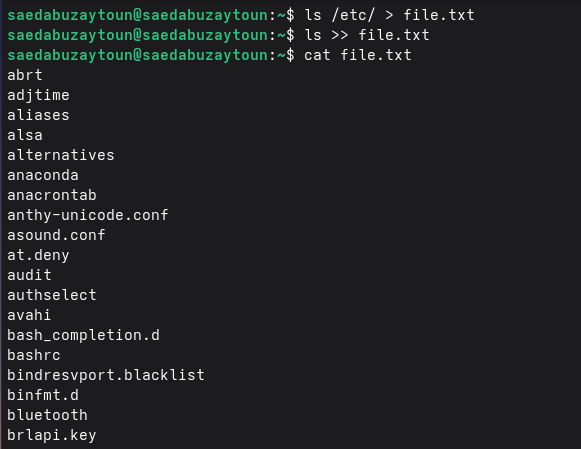 saedabuzaytoun@saedabuzaytoun:~$ ls /etc/ > file.txt
saedabuzaytoun@saedabuzaytoun:~$ ls >> file.txt
saedabuzaytoun@saedabuzaytoun:~$ cat file.txt
abrt
adjtime
aliases
alsa
alternatives
anaconda
anacrontab
anthy-unicode.conf
asound.conf
at.deny
audit
authselect
avahi
bash_completion.d
bashrc
bindresvport.blacklist
binfmt.d
bluetooth
brlapi.key